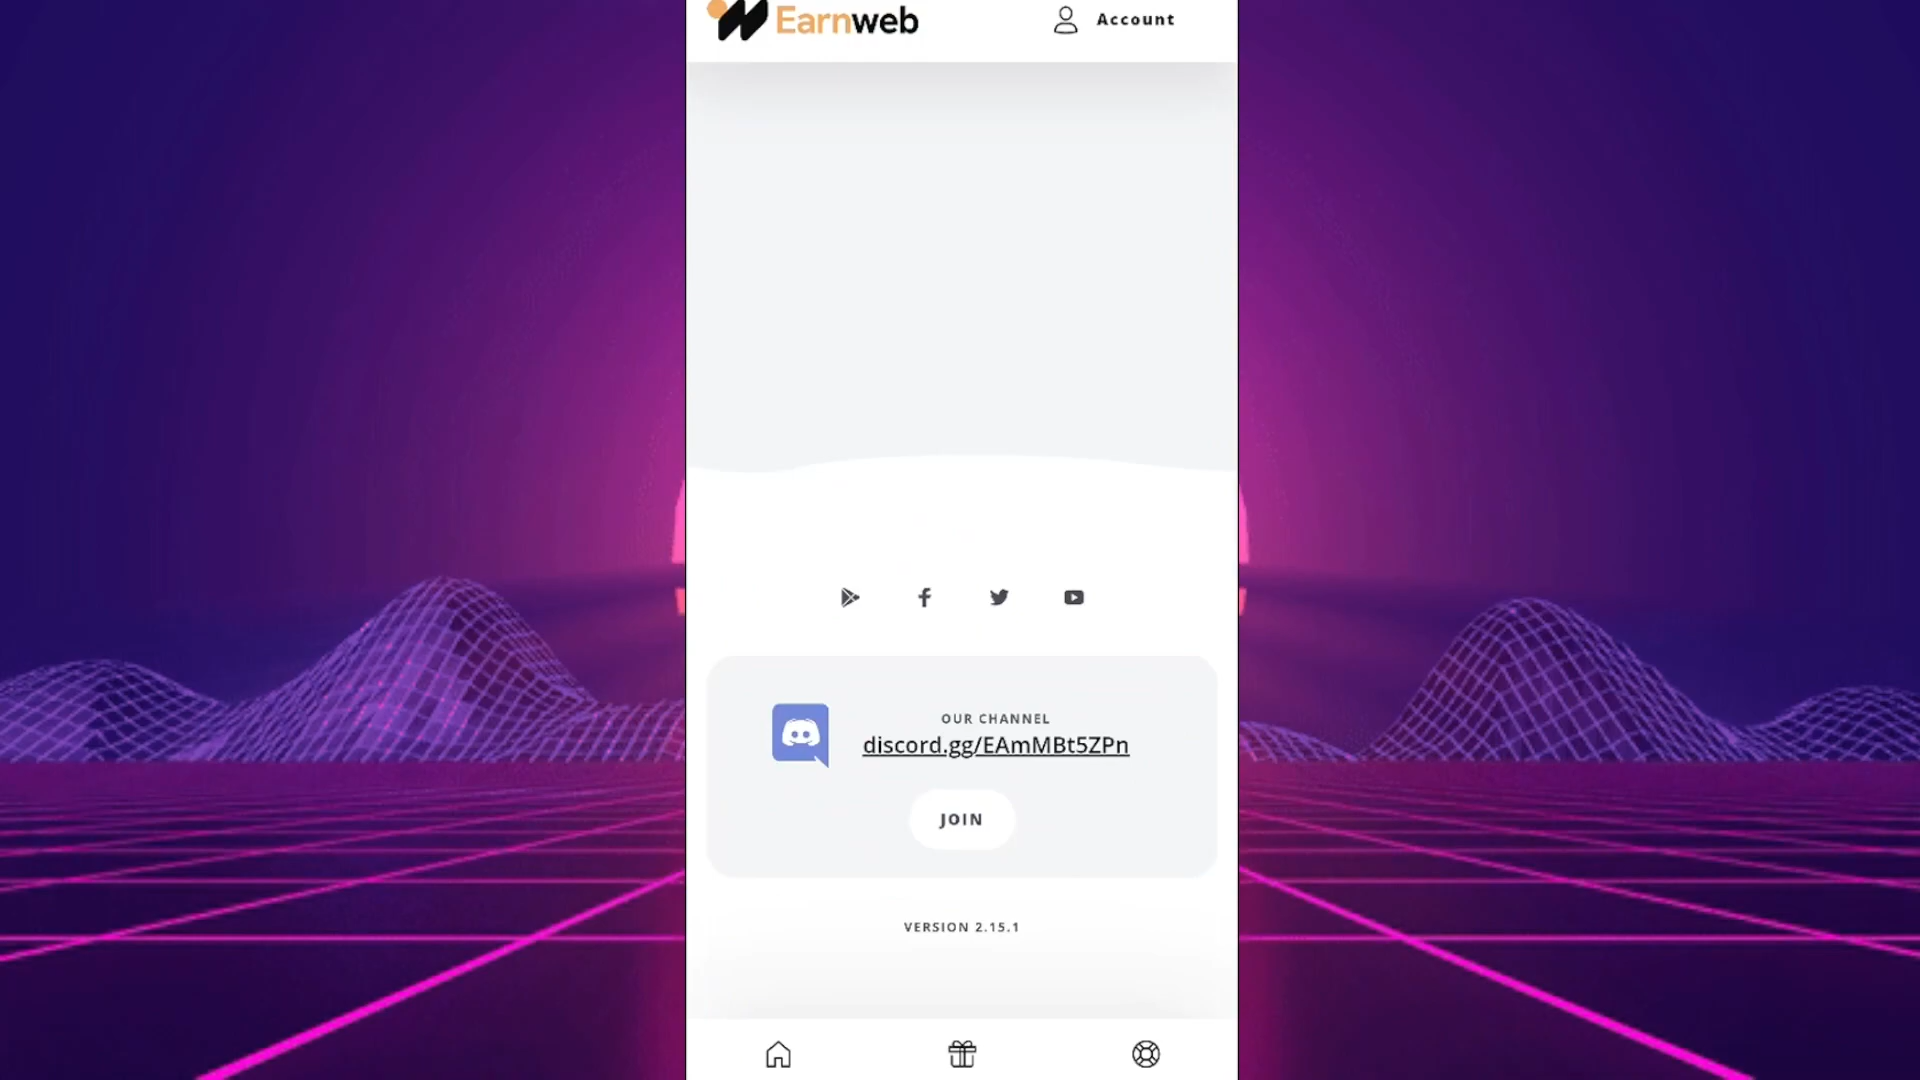 Earnweb
Account
OUR CHANNEL
discord.gg/EAmMBt5ZPn
JOIN
VERSION 2.15.1